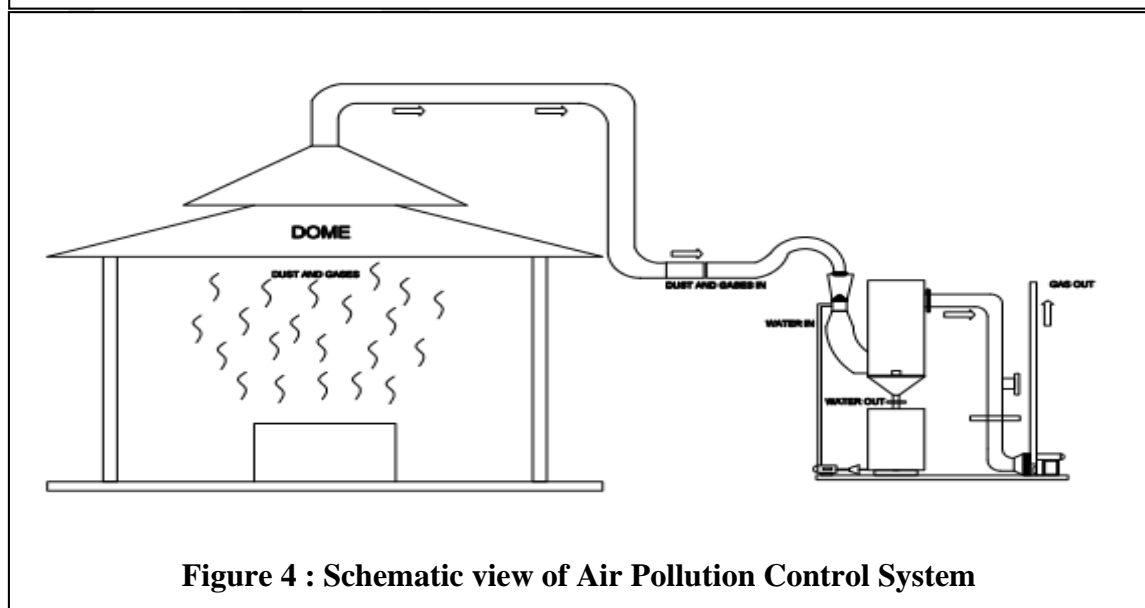 DOME
DUST AND GASES
DUST AND GASES IN
GAS OUT
WATER IN
WATER OUT
Figure 4 : Schematic view of Air Pollution Control System